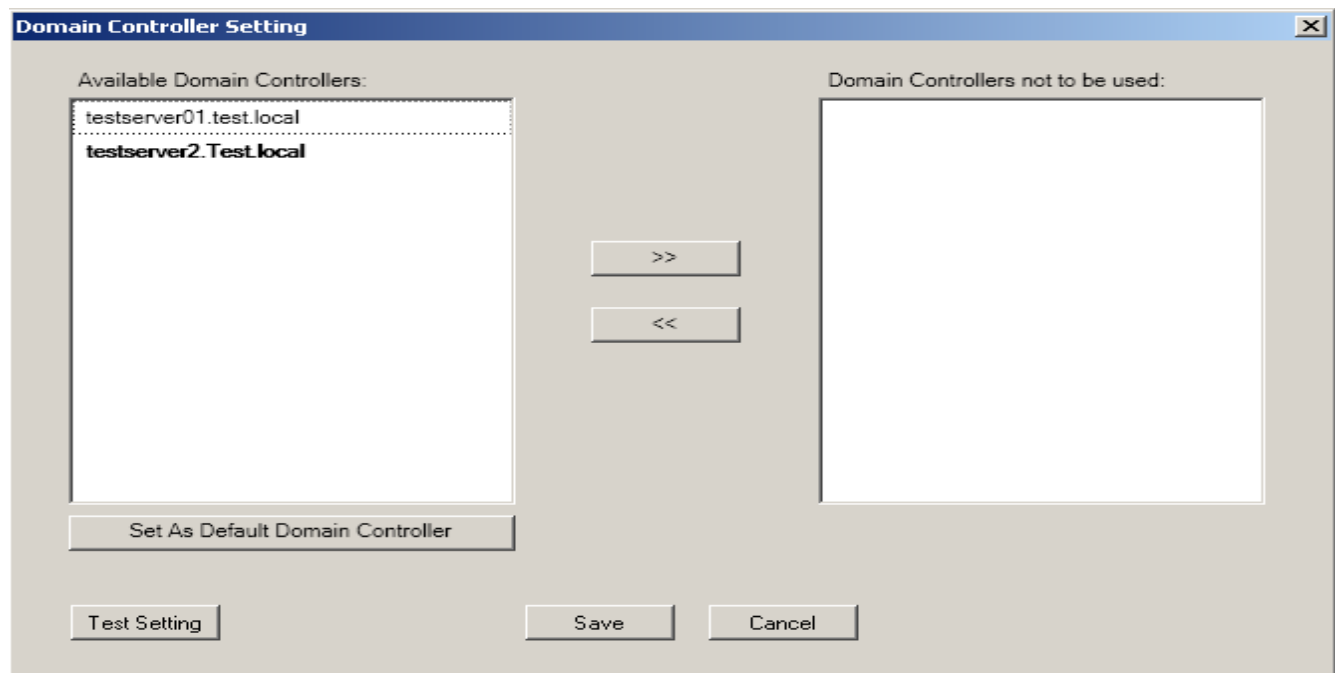 Domain Controller Setting
Available Domain Controllers:
testserver01.test.local
testserver2.Test.local
Domain Controllers not to be used:
>>
<<
Set As Default Domain Controller
Test Setting
Save
Cancel